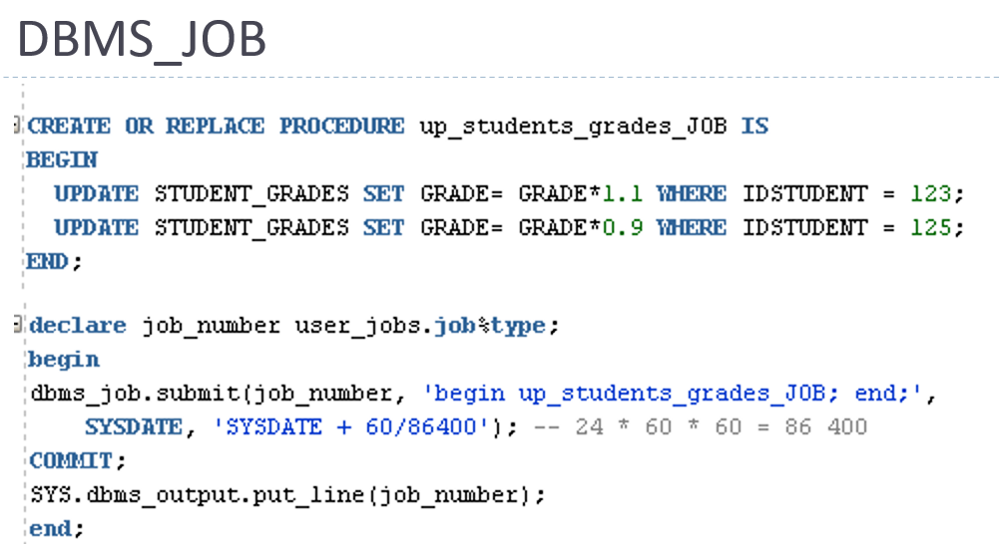 DBMS_JOB
CREATE OR REPLACE PROCEDURE up_students_grades_JOB IS
BEGIN
UPDATE STUDENT_GRADES SET GRADE= GRADE*1.1 WHERE IDSTUDENT = 123;
UPDATE STUDENT_GRADES SET GRADE= GRADE*0.9 WHERE IDSTUDENT = 125;
END;
declare job_number user_jobs.job%type;
begin
dbms_job.submit(job_number, 'begin up_students_grades_JOB; end;',
SYSDATE, 'SYSDATE + 60/86400'); -- 24 * 60 * 60 = 86 400
COMMIT;
SYS.dbms_output.put_line(job_number);
end;